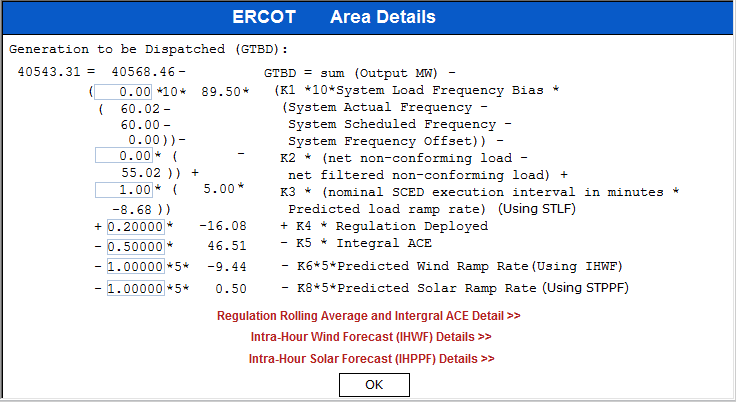 ERCOT Area Details
Generation to be Dispatched (GTBD):
40543.31 = 40568.46 - GTBD = sum (Output MW) -
( 0.00 *10* 89.50 * (K1 *10*System Load Frequency Bias *
( 60.02 - (System Actual Frequency -
60.00 - System Scheduled Frequency -
0.00 )) - System Frequency Offset)) -
0.00 * ( - K2 * (net non-conforming load -
55.02 )) + net filtered non-conforming load) +
1.00 * ( 5.00 * K3 * (nominal SCED execution interval in minutes *
-8.68 )) Predicted load ramp rate) (Using STLF)
+ 0.20000 * -16.08 + K4 * Regulation Deployed
- 0.50000 * 46.51 - K5 * Integral ACE
- 1.00000 *5* -9.44 - K6*5*Predicted Wind Ramp Rate (Using IHWF)
- 1.00000 *5* 0.50 - K8*5*Predicted Solar Ramp Rate (Using STPPF)
Regulation Rolling Average and Intergral ACE Detail >>
Intra-Hour Wind Forecast (IHWF) Details >>
Intra-Hour Solar Forecast (IHPPF) Details >>
OK